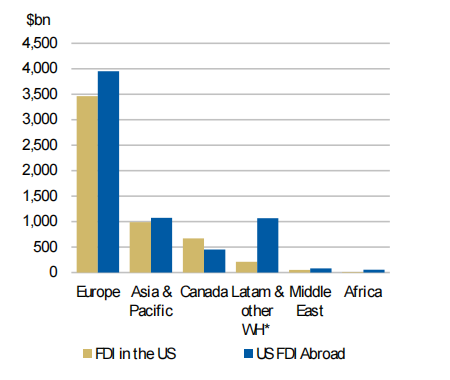 $bn
4,500
4,000
3,500
3,000
2,500
2,000
1,500
1,000
500
0
Europe Asia & Canada Latam & Middle Africa
Pacific other East
WH*
FDI in the US US FDI Abroad